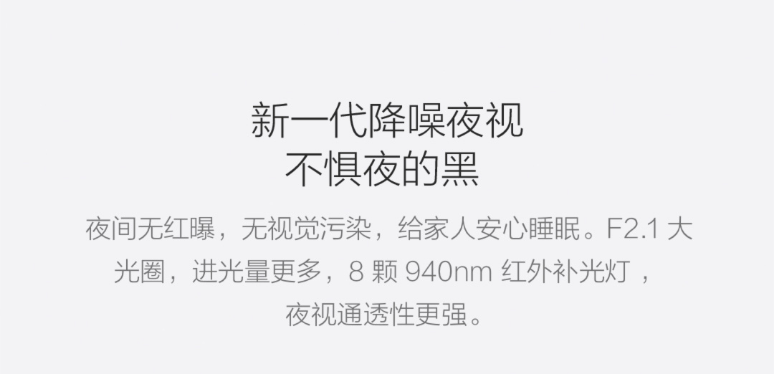 新一代降噪夜视
不惧夜的黑
夜间无红曝，无视觉污染，给家人安心睡眠。F2.1 大
光圈，进光量更多，8 颗 940nm 红外补光灯，
夜视通透性更强。